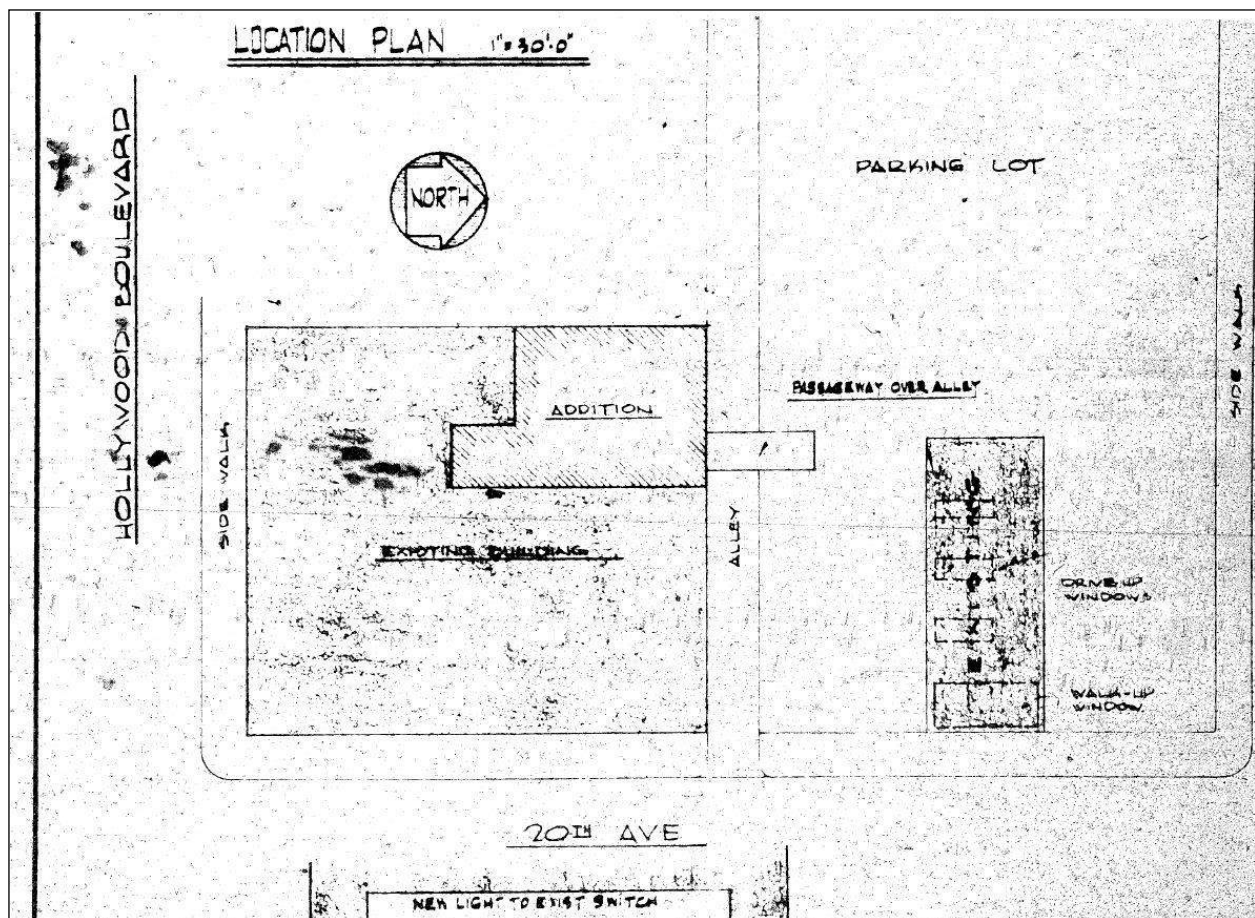 LOCATION PLAN 1"=30'-0"
HOLLYWOOD BOULEVARD
NORTH
PARKING LOT
SIDE WALK
ADDITION
PASSAGEWAY OVER ALLEY
SIDE WALK
EXISTING BUILDING
ALLEY
EXISTING
DRIVE UP
WINDOWS
WALK-UP
WINDOW
20TH AVE
NEW LIGHT TO EXIST SWITCH